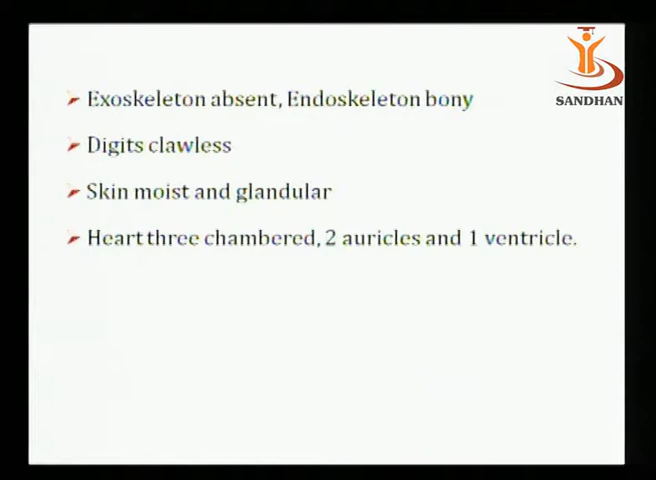 SANDHAN
Exoskeleton absent, Endoskeleton bony
Digits clawless
Skin moist and glandular
Heart three chambered, 2 auricles and 1 ventricle.